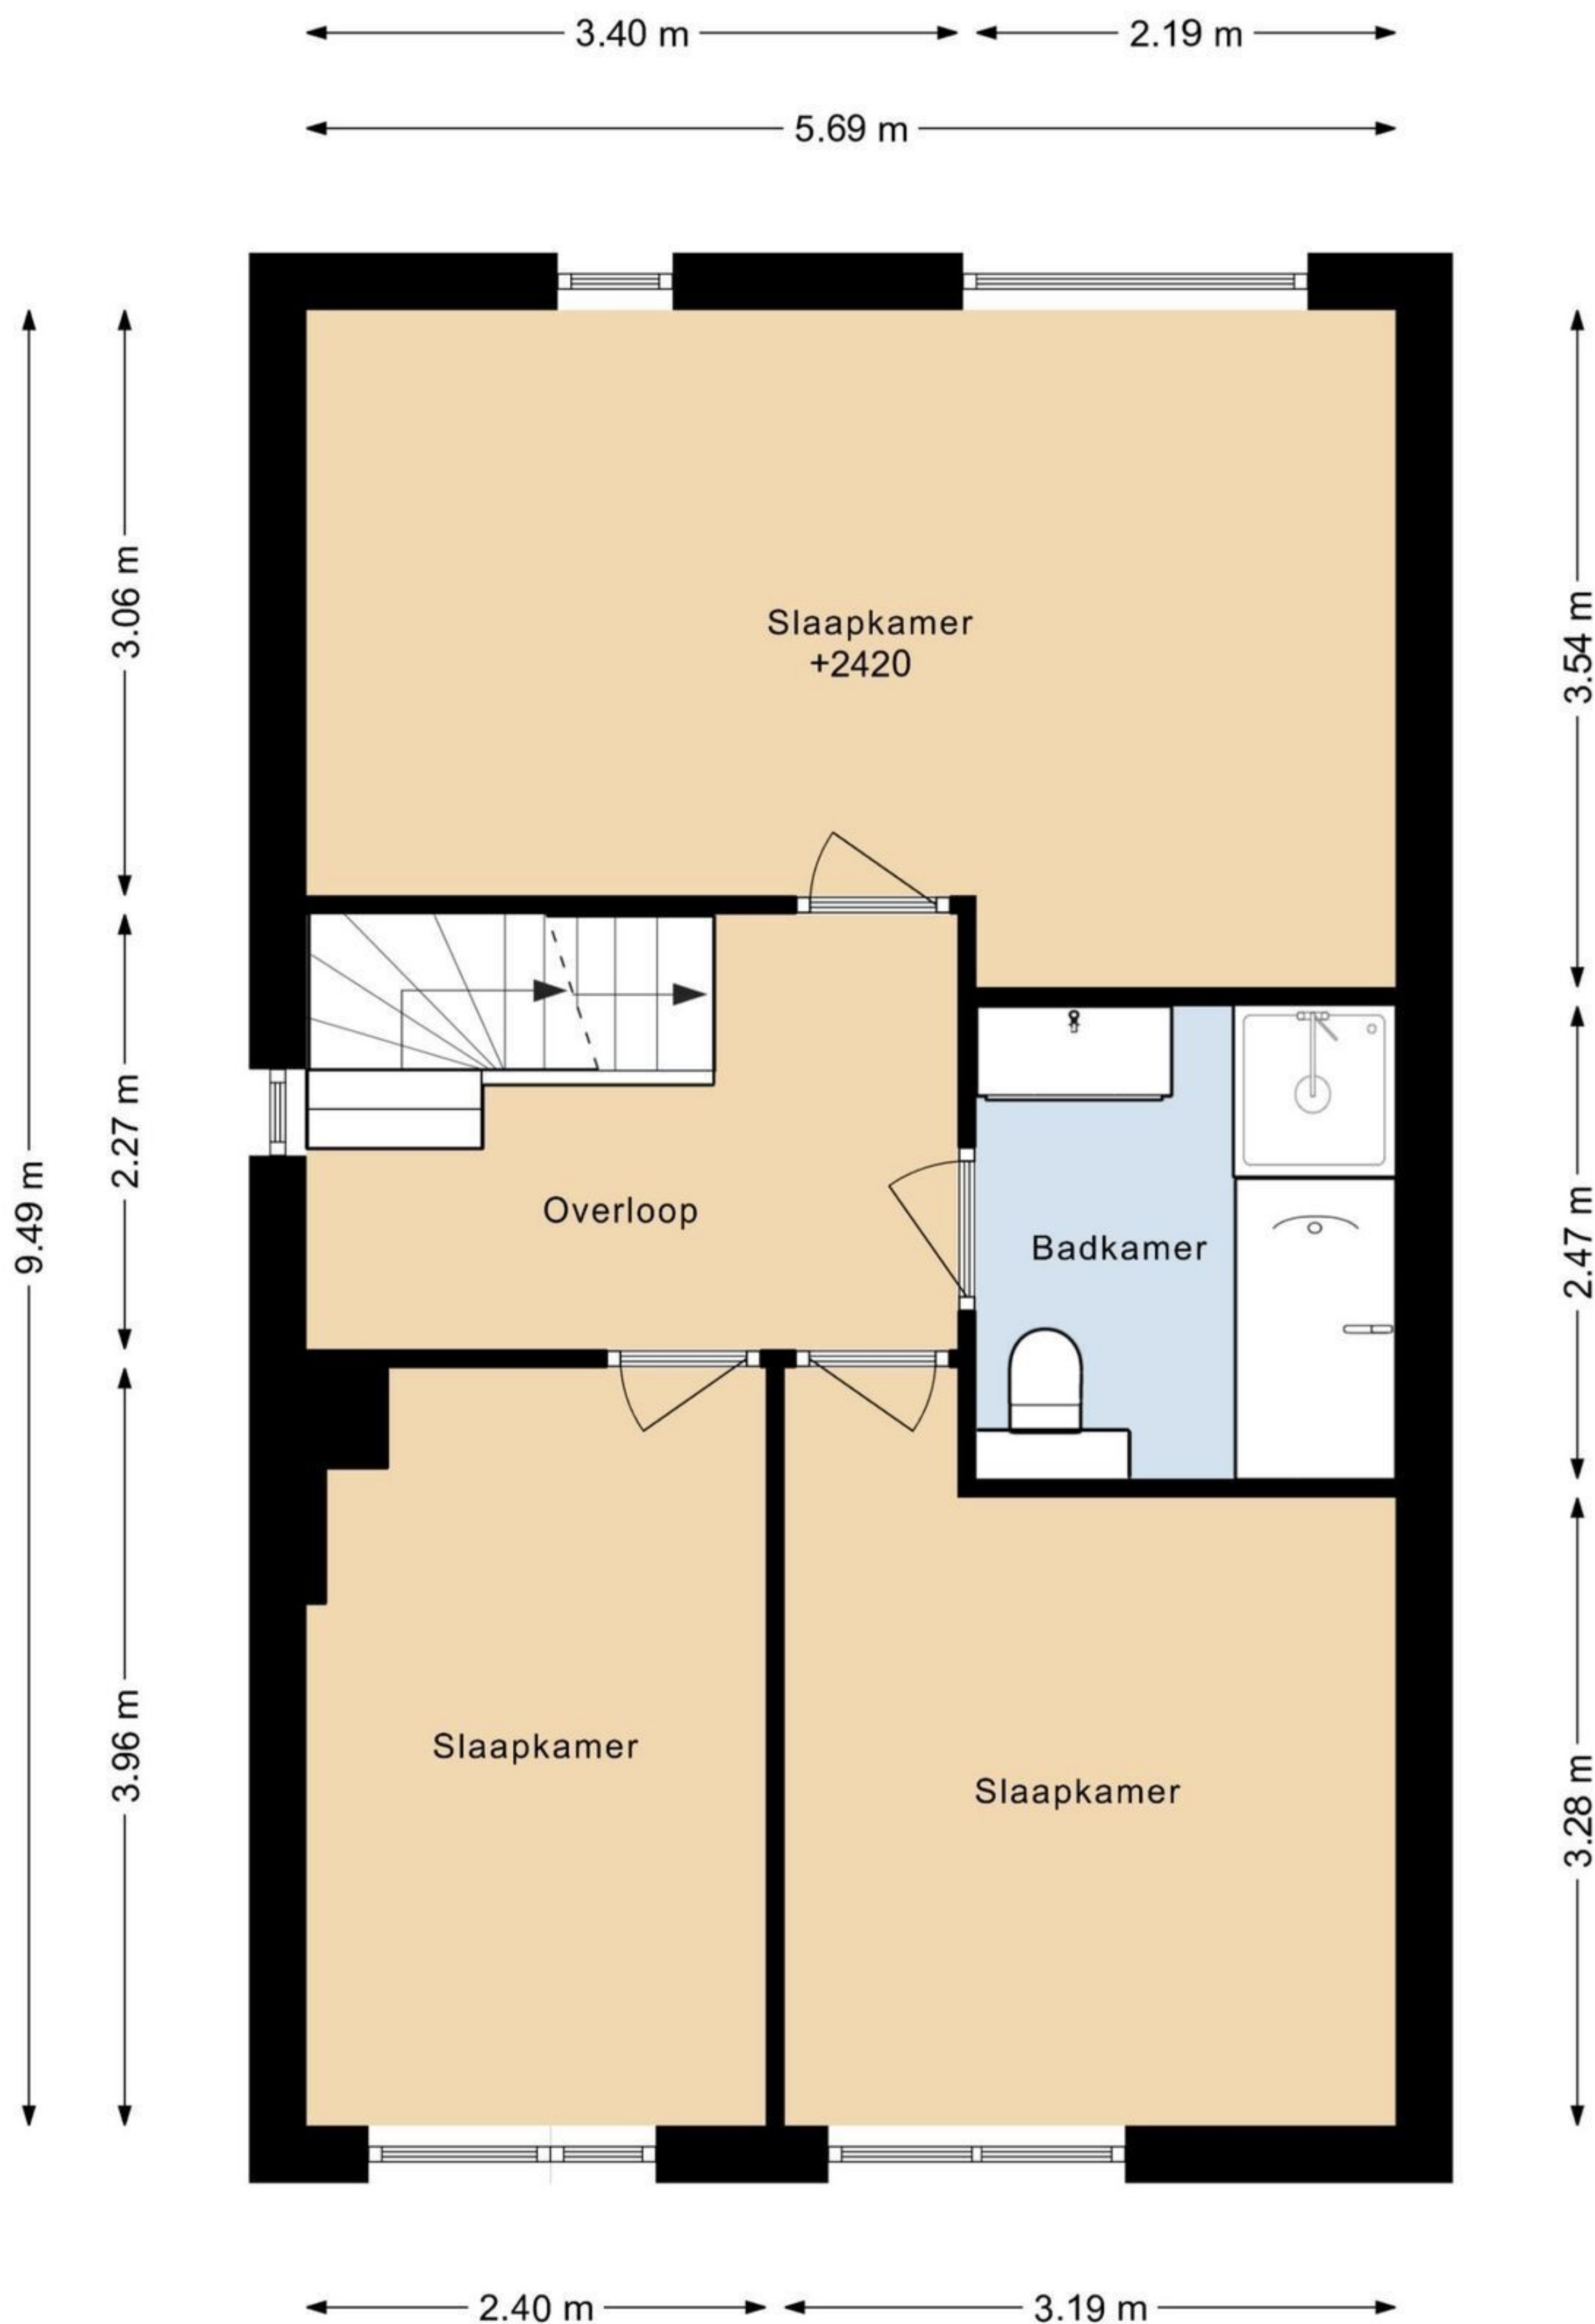 3.40 m
2.19 m
5.69 m
3.06 m
3.54 m
Slaapkamer
+2420
9.49 m
2.27 m
2.47 m
Overloop
Badkamer
3.96 m
3.28 m
Slaapkamer
Slaapkamer
2.40 m
3.19 m